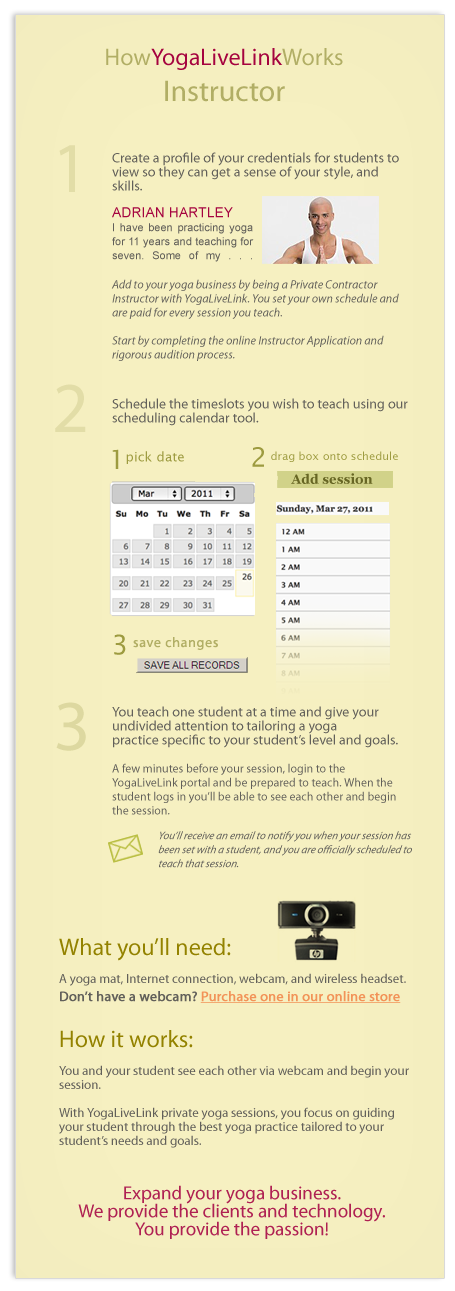 HowYogaLiveLinkWorks
Instructor
1
Create a profile of your credentials for students to
view so they can get a sense of your style, and
skills.
ADRIAN HARTLEY
I have been practicing yoga
for 11 years and teaching for
seven. Some of my . . .
Add to your yoga business by being a Private Contractor
Instructor with YogaLiveLink. You set your own schedule and
are paid for every session you teach.
Start by completing the online Instructor Application and
rigorous audition process.
2
Schedule the timeslots you wish to teach using our
scheduling calendar tool.
1 pick date
Mar 2011
Su Mo Tu We Th Fr Sa
1 2 3 4 5
6 7 8 9 10 11 12
13 14 15 16 17 18 19
20 21 22 23 24 25 26
27 28 29 30 31
2 drag box onto schedule
Add session
Sunday, Mar 27, 2011
12 AM
1 AM
2 AM
3 AM
4 AM
5 AM
6 AM
7 AM
8 AM
3 save changes
SAVE ALL RECORDS
3
You teach one student at a time and give your
undivided attention to tailoring a yoga
practice specific to your student's level and goals.
A few minutes before your session, login to the
YogaLiveLink portal and be prepared to teach. When the
student logs in you'll be able to see each other and begin
the session.
You'll receive an email to notify you when your session has
been set with a student, and you are officially scheduled to
teach that session.
hp
What you'll need:
A yoga mat, Internet connection, webcam, and wireless headset.
Don't have a webcam? Purchase one in our online store
How it works:
You and your student see each other via webcam and begin your
session.
With YogaLiveLink private yoga sessions, you focus on guiding
your student through the best yoga practice tailored to your
student's needs and goals.
Expand your yoga business.
We provide the clients and technology.
You provide the passion!